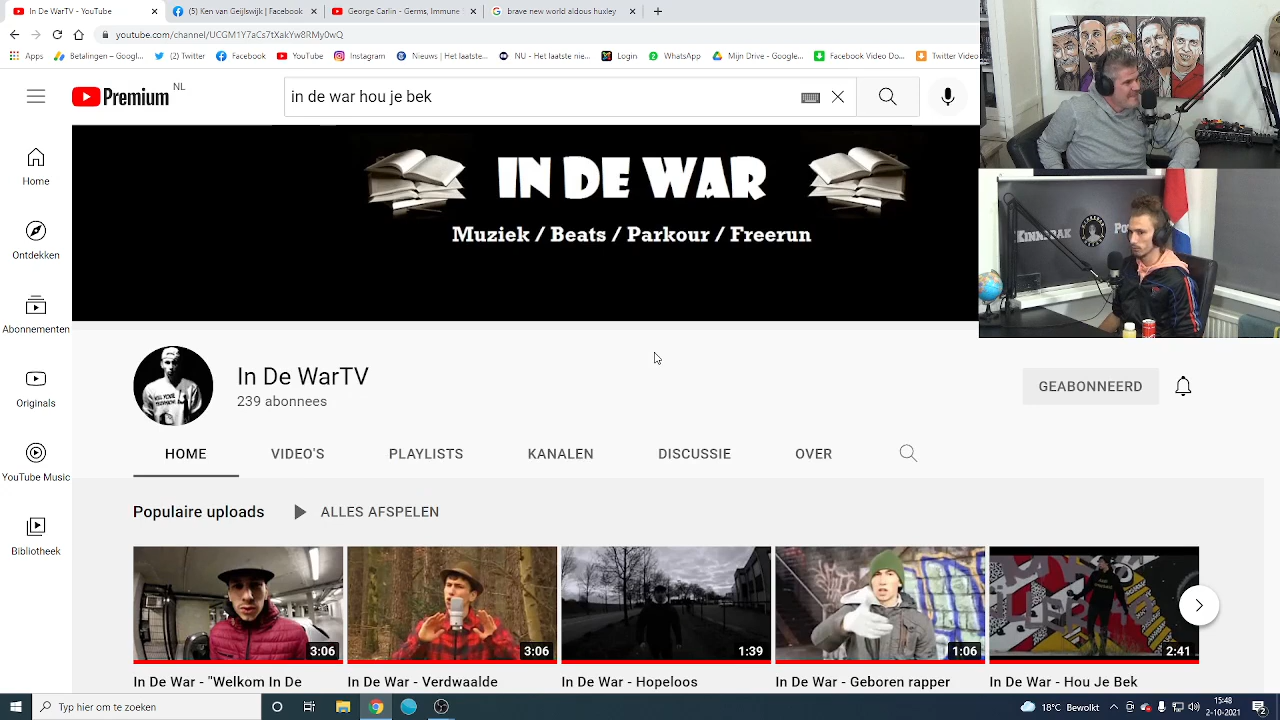 In De WarTV - YouTube
(5) Ken van Geijlswijk | Facebook
George Carlin - Germs, Immune
brave new world aldous huxley
youtube.com/channel/UCGM1Y7aCs7tXakVw8RMy0wQ
Apps
Betalingen – Googl...
(2) Twitter
Facebook
YouTube
Instagram
Nieuws | Het laatste...
NU - Het laatste nie...
Login
WhatsApp
Mijn Drive - Google...
Facebook Video Do...
Twitter Video
Premium NL
in de war hou je bek
IN DE WAR
Muziek / Beats / Parkour / Freerun
Home
Ontdekken
Abonnementen
Originals
YouTube Music
Bibliotheek
In De WarTV
239 abonnees
GEABONNEERD
HOME VIDEO'S PLAYLISTS KANALEN DISCUSSIE OVER
Populaire uploads ALLES AFSPELEN
3:06
3:06
1:39
1:06
2:41
In De War - "Welkom In De
In De War - Verdwaalde
In De War - Hopeloos
In De War - Geboren rapper
In De War - Hou Je Bek
Typ hier om te zoeken
15:48
2-10-2021
2